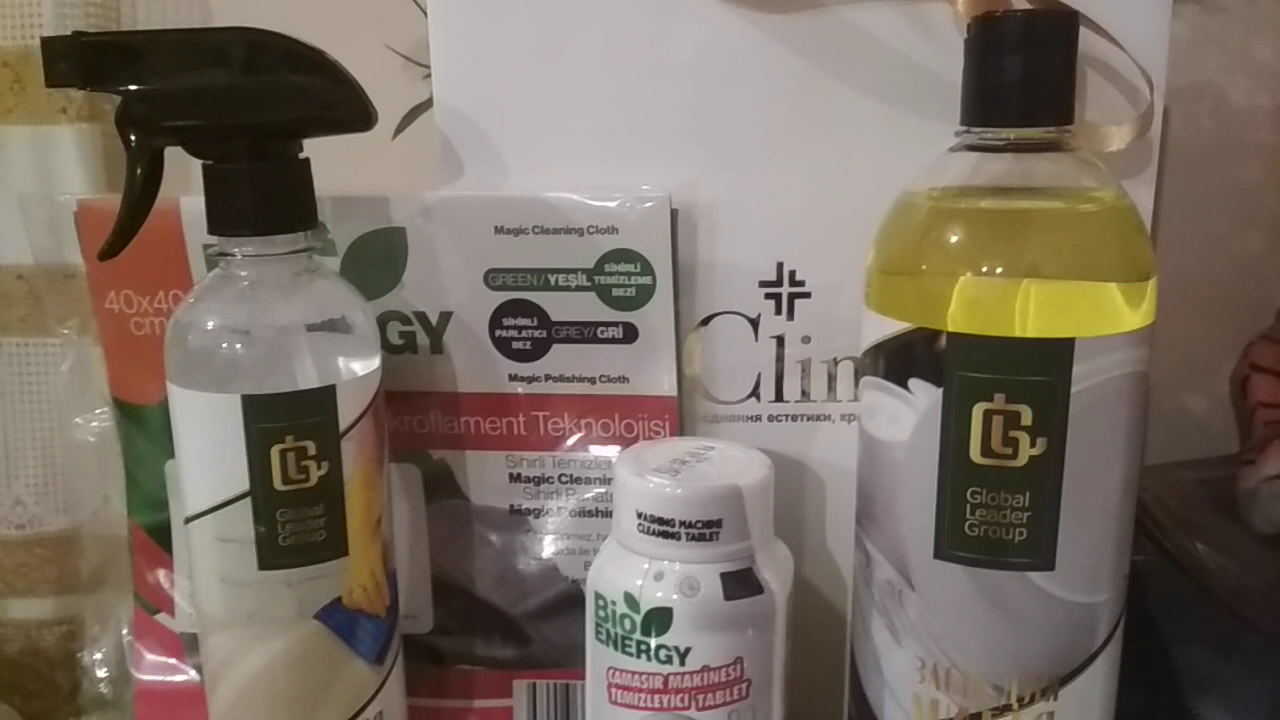 40x40
cm
GY
Magic Cleaning Cloth
GREEN / YEŞİL
SİHİRLİ
TEMİZLEME
BEZİ
SİHİRLİ
PARLATICI
BEZ
GREY/ GRİ
Magic Polishing Cloth
kroflament Teknolojisi
Sihirli Temizle
Magic Cleanin
Sihirli Parlatı
Magic Polishin
Global
Leader
Group
WASHING MACHINE
CLEANING TABLET
Bio
ENERGY
ÇAMAŞIR MAKİNESİ
TEMİZLEYİCİ TABLET
Clin
естетики,
Global
Leader
Group